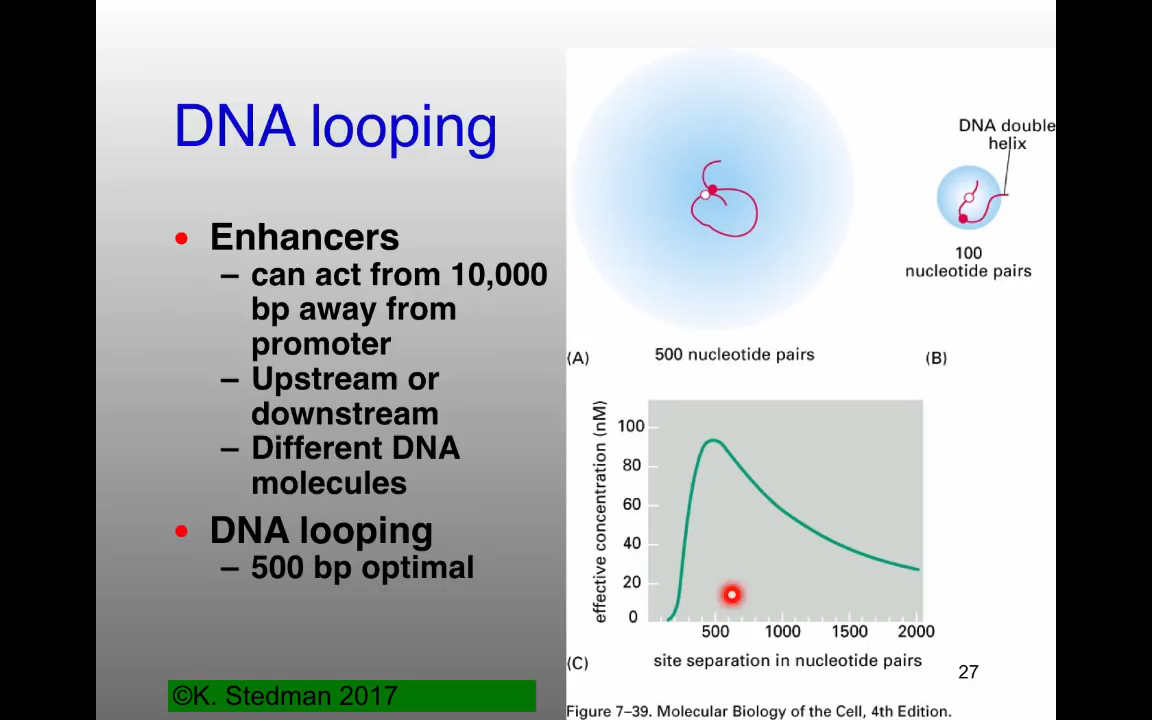 DNA looping
• Enhancers
– can act from 10,000
bp away from
promoter
– Upstream or
downstream
– Different DNA
molecules
• DNA looping
– 500 bp optimal
©K. Stedman 2017
DNA double
helix
100
nucleotide pairs
(A)
500 nucleotide pairs
(B)
effective concentration (nM)
100
80
60
40
20
0
500 1000 1500 2000
(C)
site separation in nucleotide pairs
27
Figure 7–39. Molecular Biology of the Cell, 4th Edition.